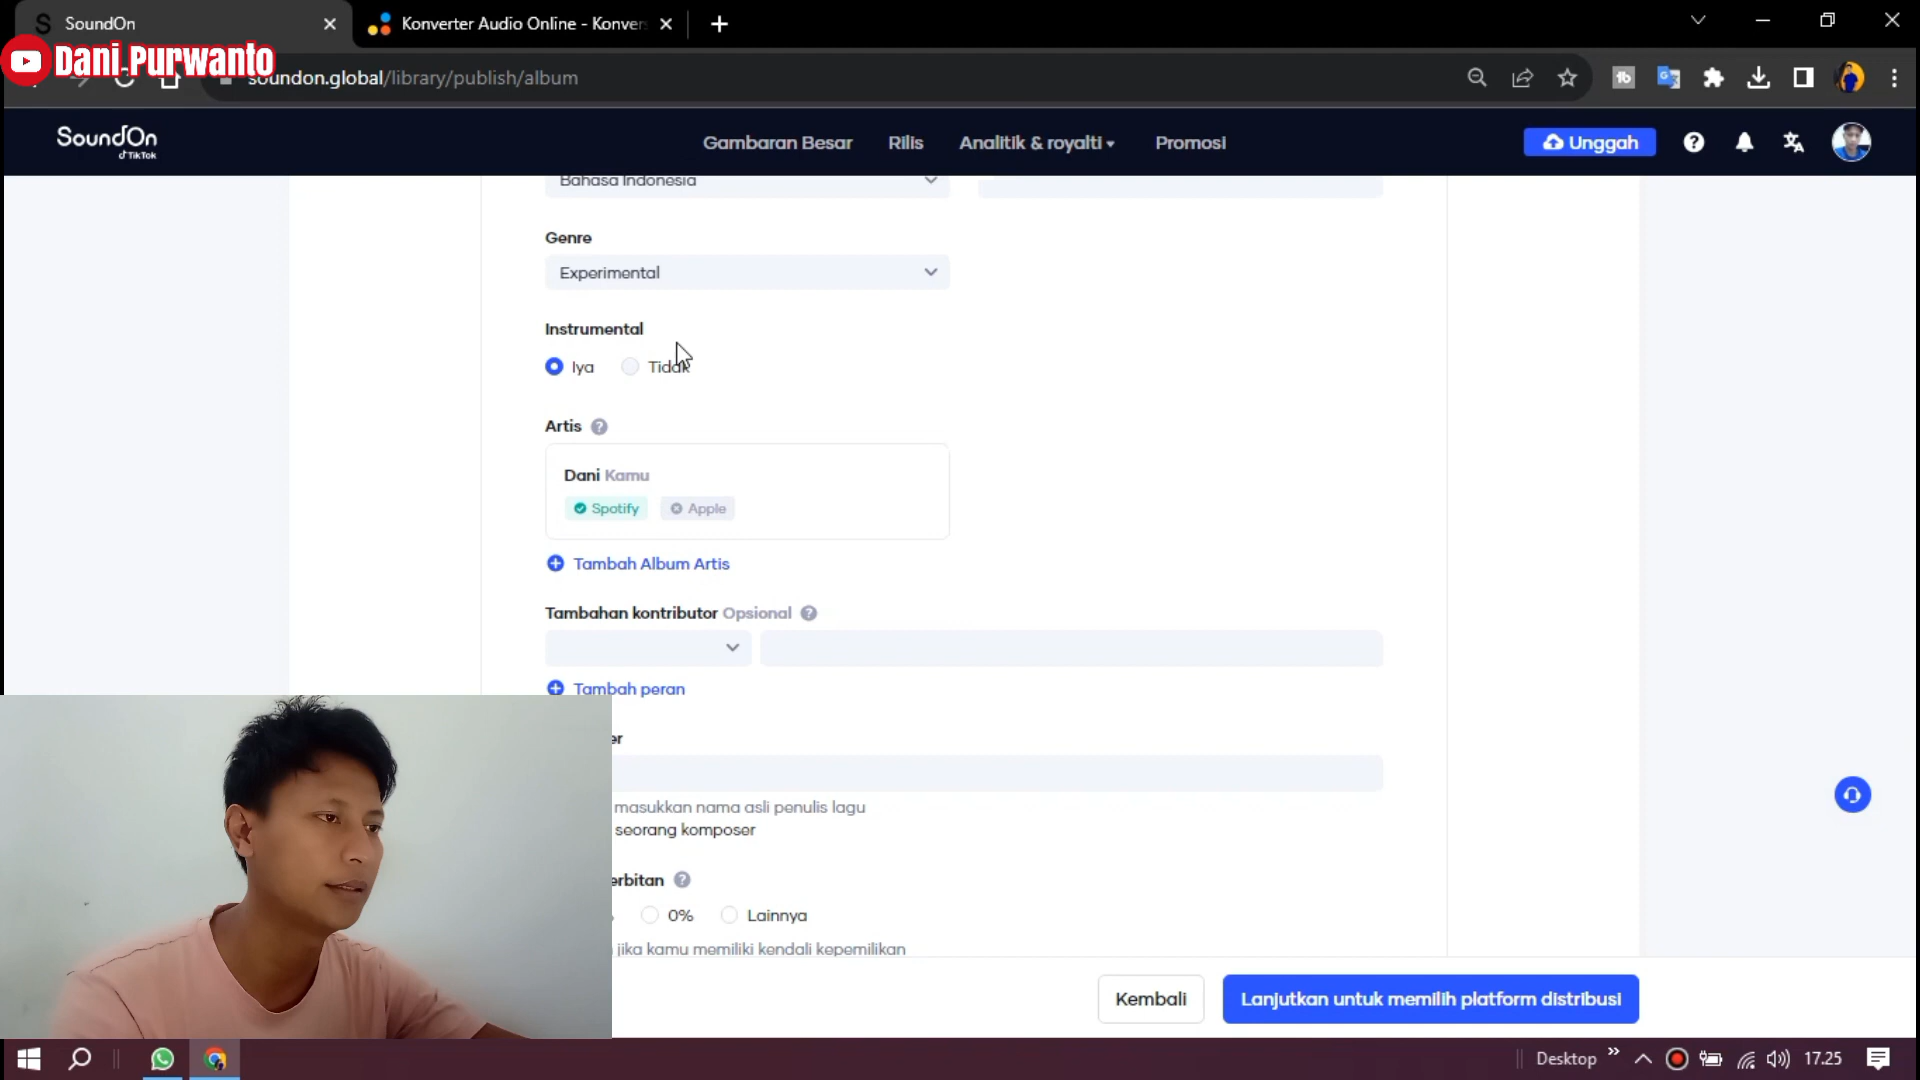 SoundOn
Konverter Audio Online - Konver
Dani Purwanto
soundon.global/library/publish/album
SoundOn
TikTok
Gambaran Besar
Rilis
Analitik & royalti
Promosi
Unggah
Bahasa Indonesia
Genre
Experimental
Instrumental
Iya
Tidak
Artis
Dani Kamu
Spotify
Apple
Tambah Album Artis
Tambahan kontributor Opsional
Tambah peran
er
masukkan nama asli penulis lagu
seorang komposer
erbitan
0%
Lainnya
jika kamu memiliki kendali kepemilikan
Kembali
Lanjutkan untuk memilih platform distribusi
Desktop
17.25